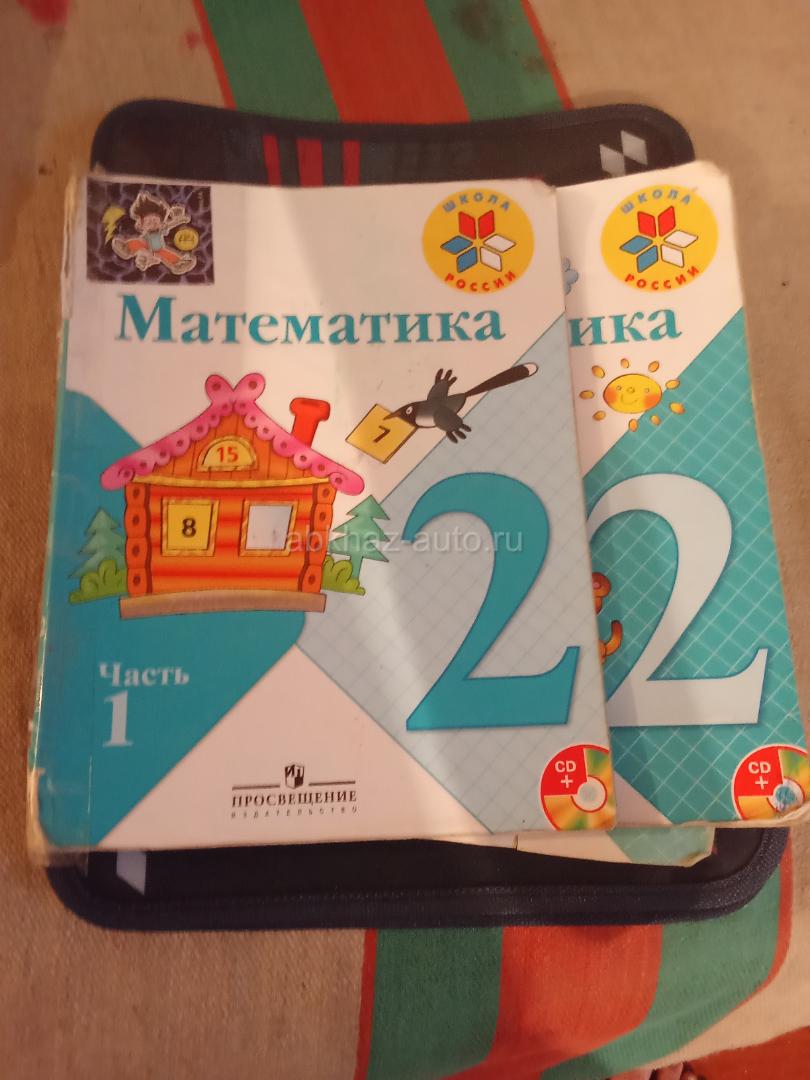 ШКОЛА
РОССИИ
Математика
15
7
8
2
Часть
1
ИП
ПРОСВЕЩЕНИЕ
ИЗДАТЕЛЬСТВО
CD
+
ШКОЛА
РОССИИ
ика
2
CD
+
abkhaz-auto.ru